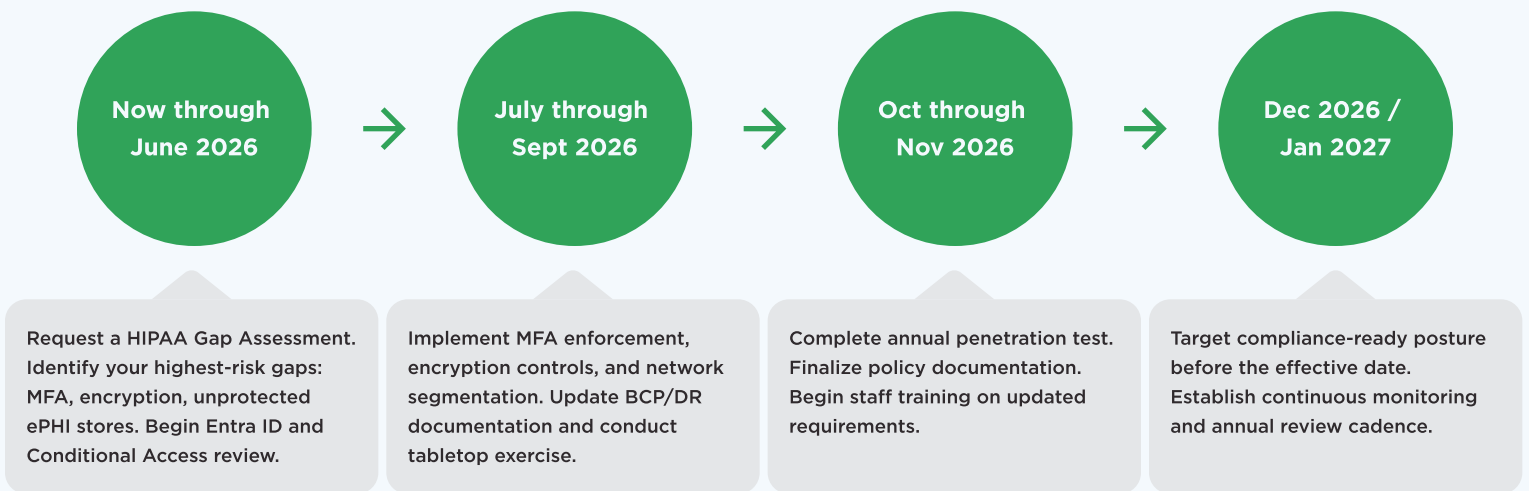 Now through
June 2026
July through
Sept 2026
Oct through
Nov 2026
Dec 2026 /
Jan 2027
Request a HIPAA Gap Assessment.
Identify your highest-risk gaps:
MFA, encryption, unprotected
ePHI stores. Begin Entra ID and
Conditional Access review.
Implement MFA enforcement,
encryption controls, and network
segmentation. Update BCP/DR
documentation and conduct
tabletop exercise.
Complete annual penetration test.
Finalize policy documentation.
Begin staff training on updated
requirements.
Target compliance-ready posture
before the effective date.
Establish continuous monitoring
and annual review cadence.